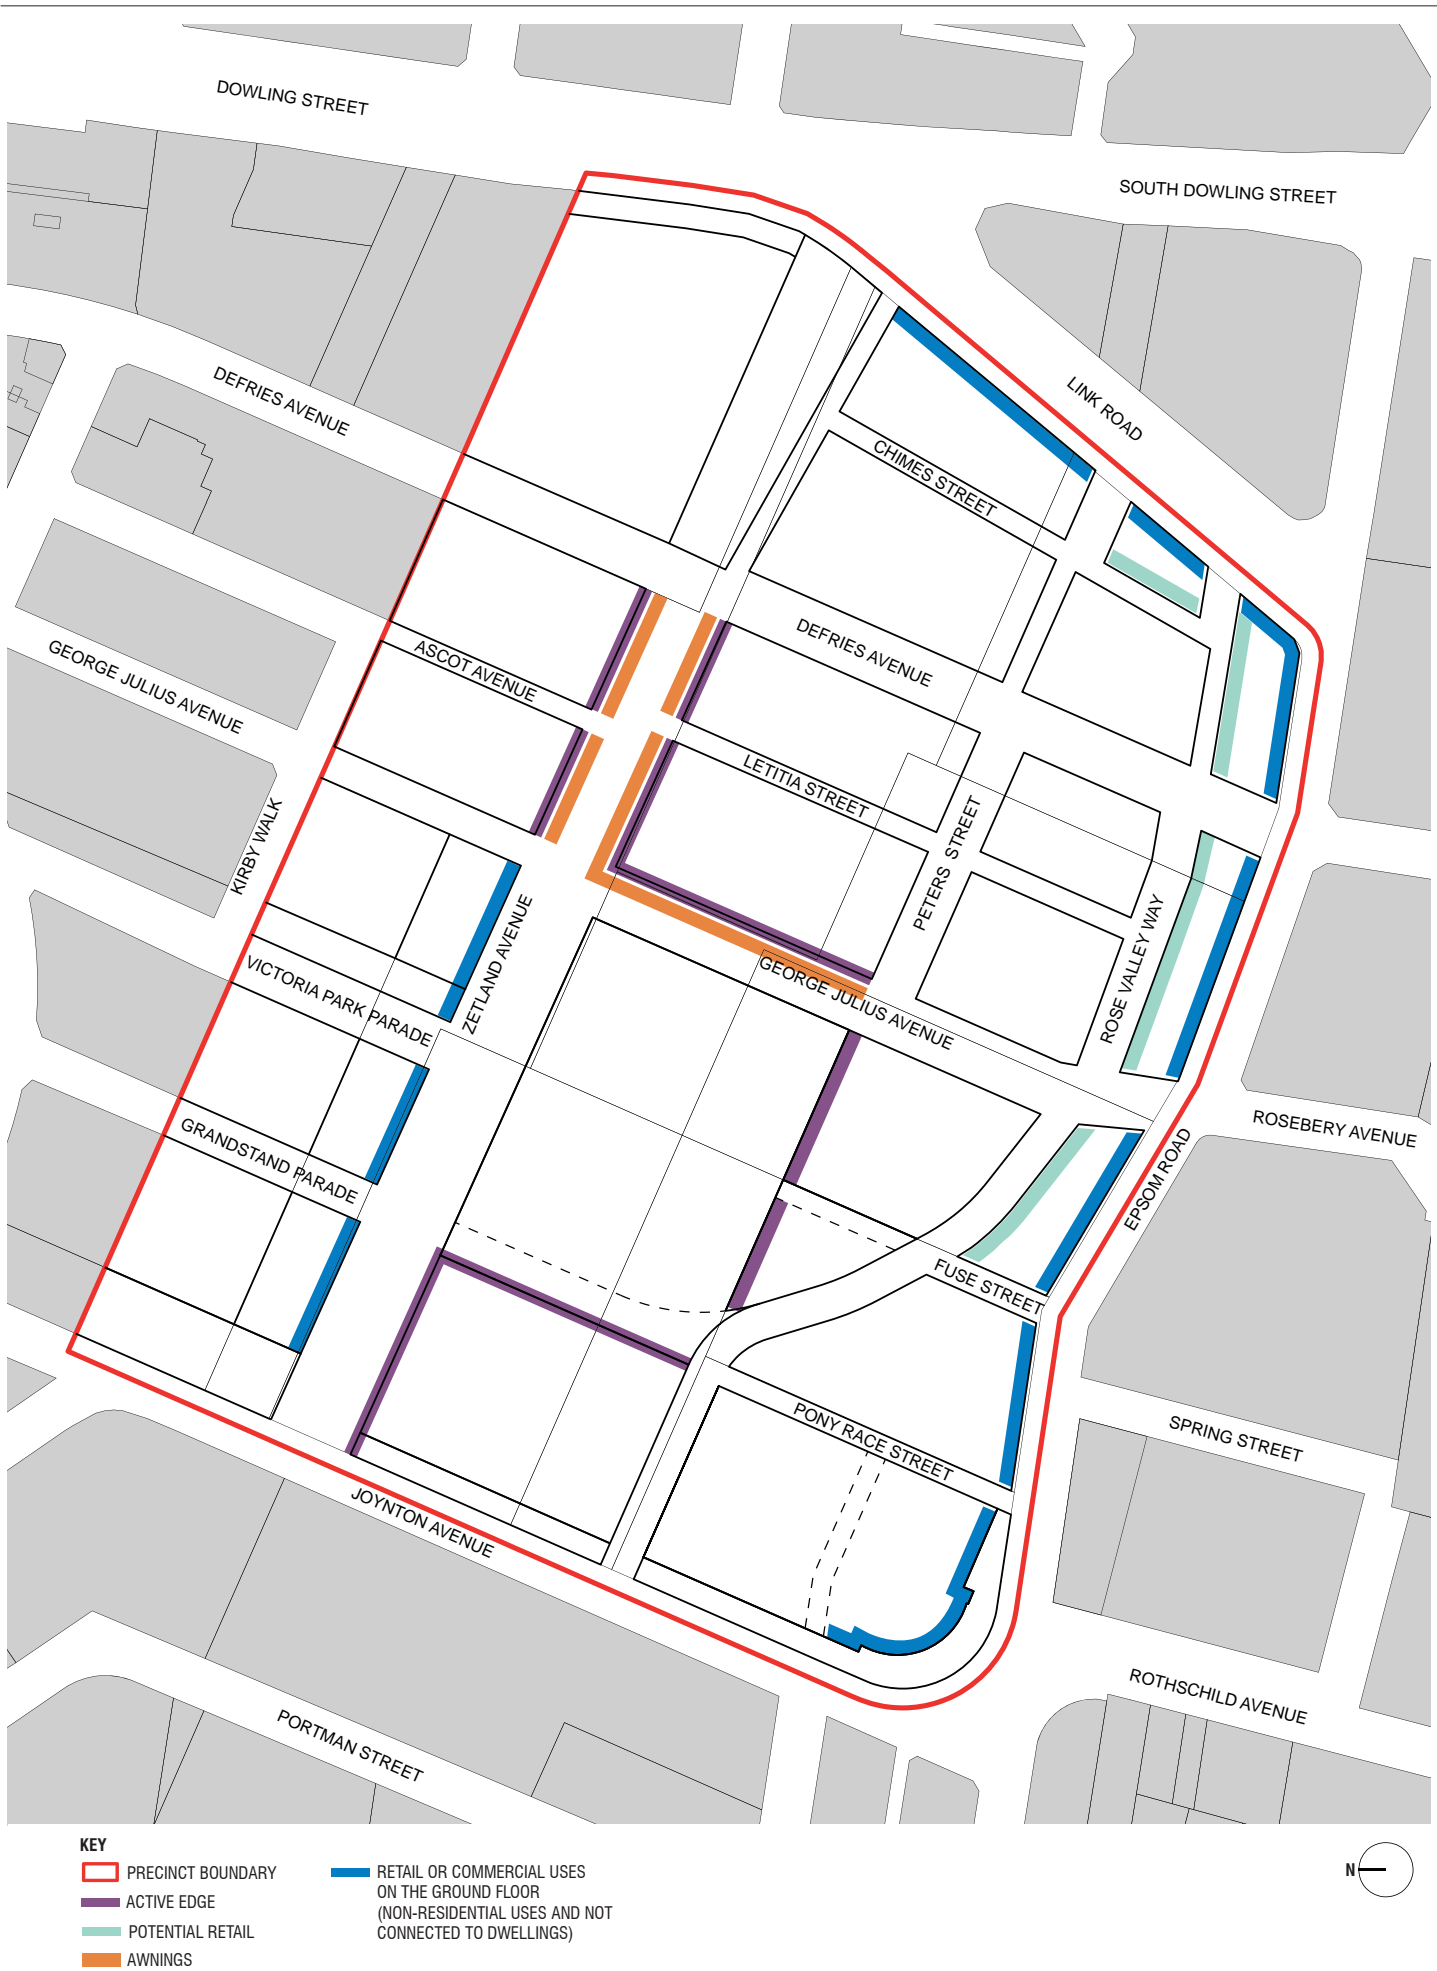 DOWLING STREET
SOUTH DOWLING STREET
LINK ROAD
DEFRIES AVENUE
CHIMES STREET
DEFRIES AVENUE
ASCOT AVENUE
GEORGE JULIUS AVENUE
LETITIA STREET
KIRBY WALK
PETERS STREET
ZETLAND AVENUE
ROSE VALLEY WAY
VICTORIA PARK PARADE
GEORGE JULIUS AVENUE
ROSEBERY AVENUE
GRANDSTAND PARADE
EPSOM ROAD
FUSE STREET
PONY RACE STREET
SPRING STREET
JOYNTON AVENUE
ROTHSCHILD AVENUE
PORTMAN STREET
KEY
PRECINCT BOUNDARY
ACTIVE EDGE
POTENTIAL RETAIL
AWNINGS
RETAIL OR COMMERCIAL USES
ON THE GROUND FLOOR
(NON-RESIDENTIAL USES AND NOT
CONNECTED TO DWELLINGS)
N